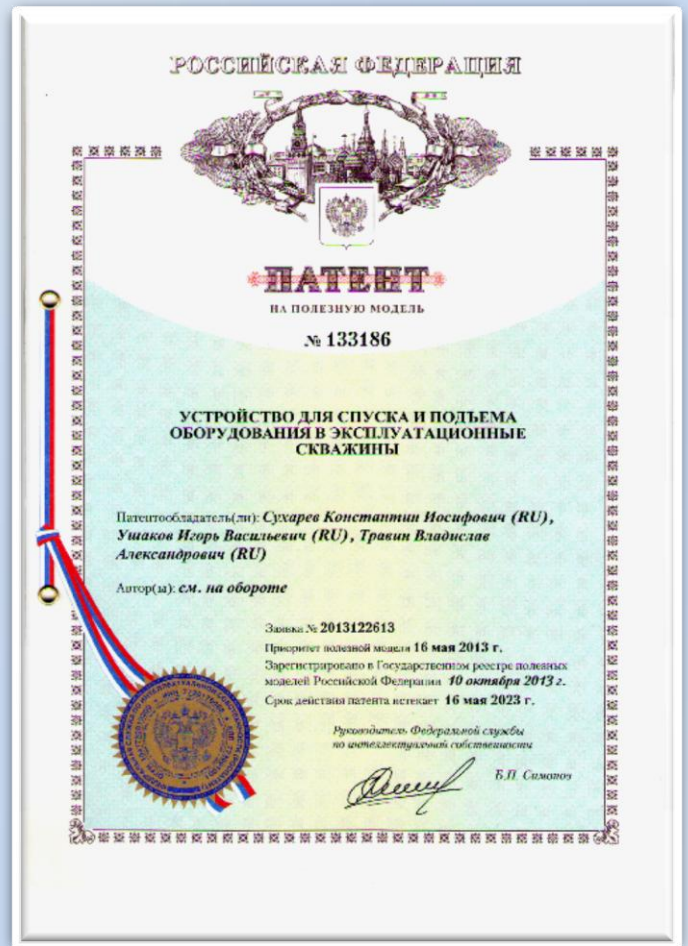 РОССИЙСКАЯ ФЕДЕРАЦИЯ
ПАТЕНТ
НА ПОЛЕЗНУЮ МОДЕЛЬ
№ 133186
УСТРОЙСТВО ДЛЯ СПУСКА И ПОДЪЕМА
ОБОРУДОВАНИЯ В ЭКСПЛУАТАЦИОННЫЕ
СКВАЖИНЫ
Патентообладатель(ли): Сухарев Константин Иосифович (RU),
Ушаков Игорь Васильевич (RU), Травин Владислав
Александрович (RU)
Автор(ы): см. на обороте
Заявка № 2013122613
Приоритет полезной модели 16 мая 2013 г.
Зарегистрировано в Государственном реестре полезных
моделей Российской Федерации 10 октября 2013 г.
Срок действия патента истекает 16 мая 2023 г.
Руководитель Федеральной службы
по интеллектуальной собственности
Б.П. Симонов